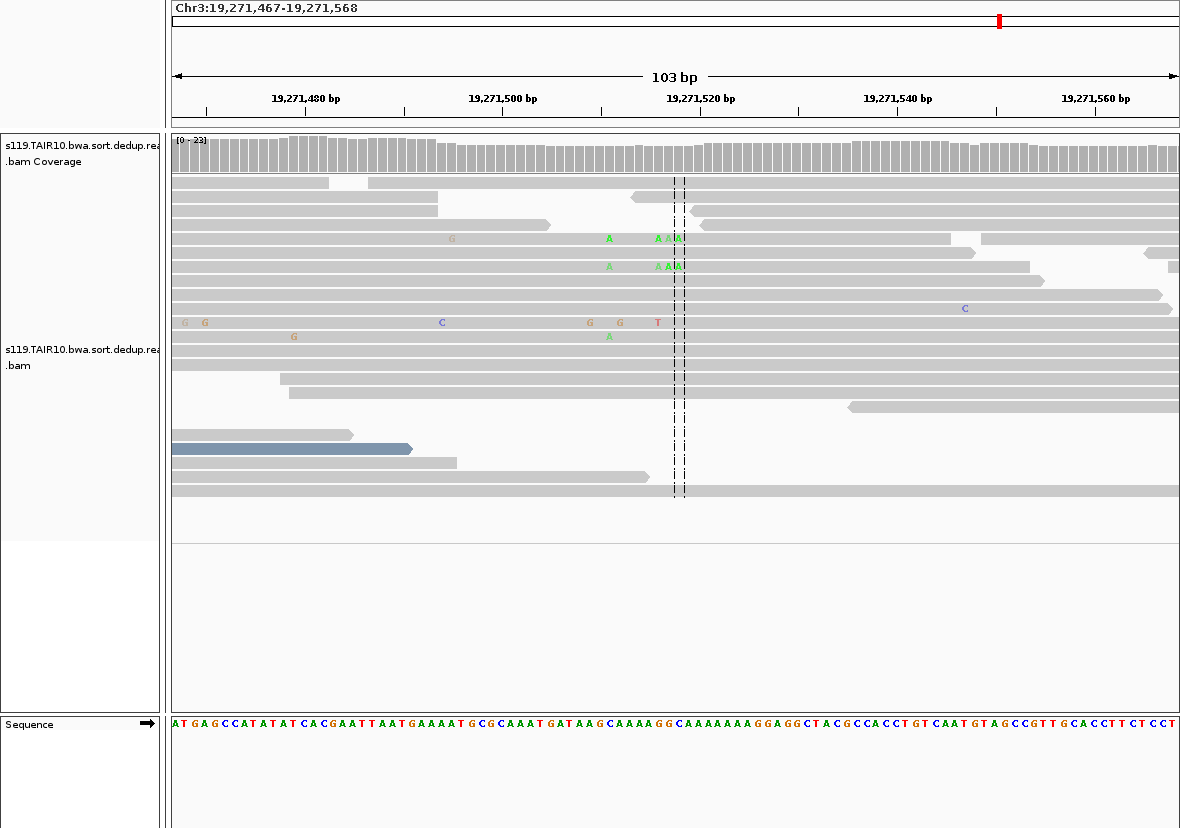 Chr3:19,271,467-19,271,568
103 bp
19,271,480 bp 19,271,500 bp 19,271,520 bp 19,271,540 bp 19,271,560 bp
s119.TAIR10.bwa.sort.dedup.rea
.bam Coverage
[0 - 23]
G A A A A
A A A A
C
G G C G G T
G A
s119.TAIR10.bwa.sort.dedup.rea
.bam
Sequence
ATGAGCCATATATCACGAATTAATGAAAATGCGCAAATGATAAGCAAAAGGCAAAAAAAGGAGGCTACGCCACCTGTCAATGTAGCCGTTGCACCTTCTCCT